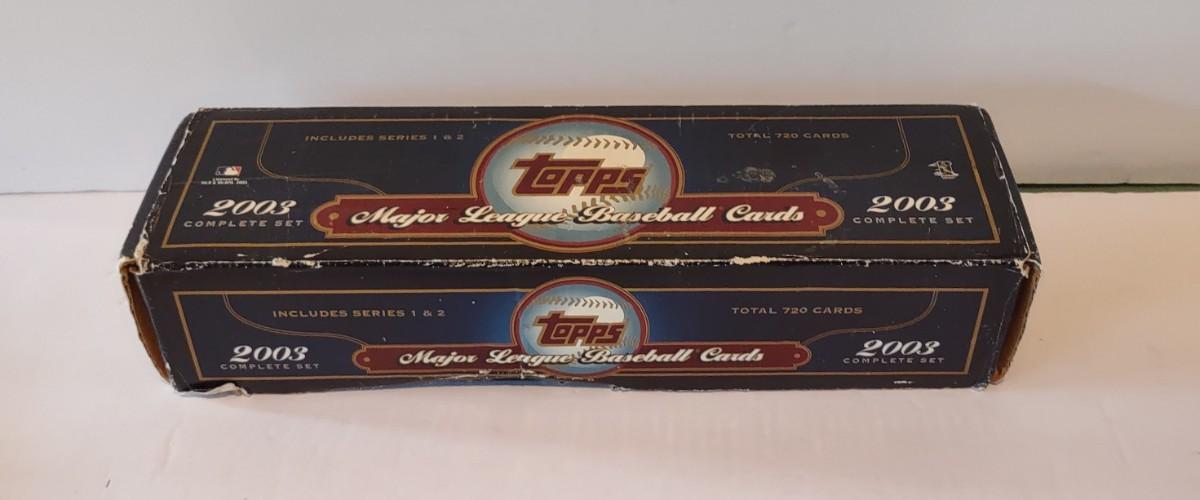 INCLUDES SERIES 1 & 2
TOTAL 720 CARDS
Topps
2003
COMPLETE SET
Major League Baseball Cards
2003
COMPLETE SET
INCLUDES SERIES 1 & 2
TOTAL 720 CARDS
Topps
2003
COMPLETE SET
Major League Baseball Cards
2003
COMPLETE SET